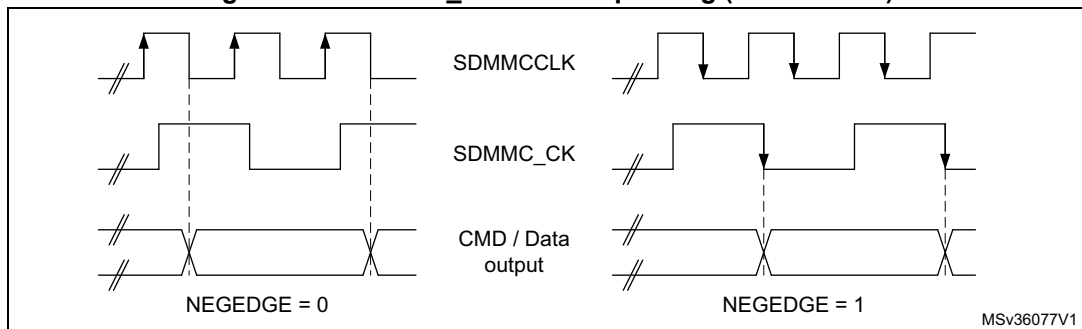 SDMMCCLK
SDMMC_CK
CMD / Data
output
NEGEDGE = 0
NEGEDGE = 1
MSv36077V1